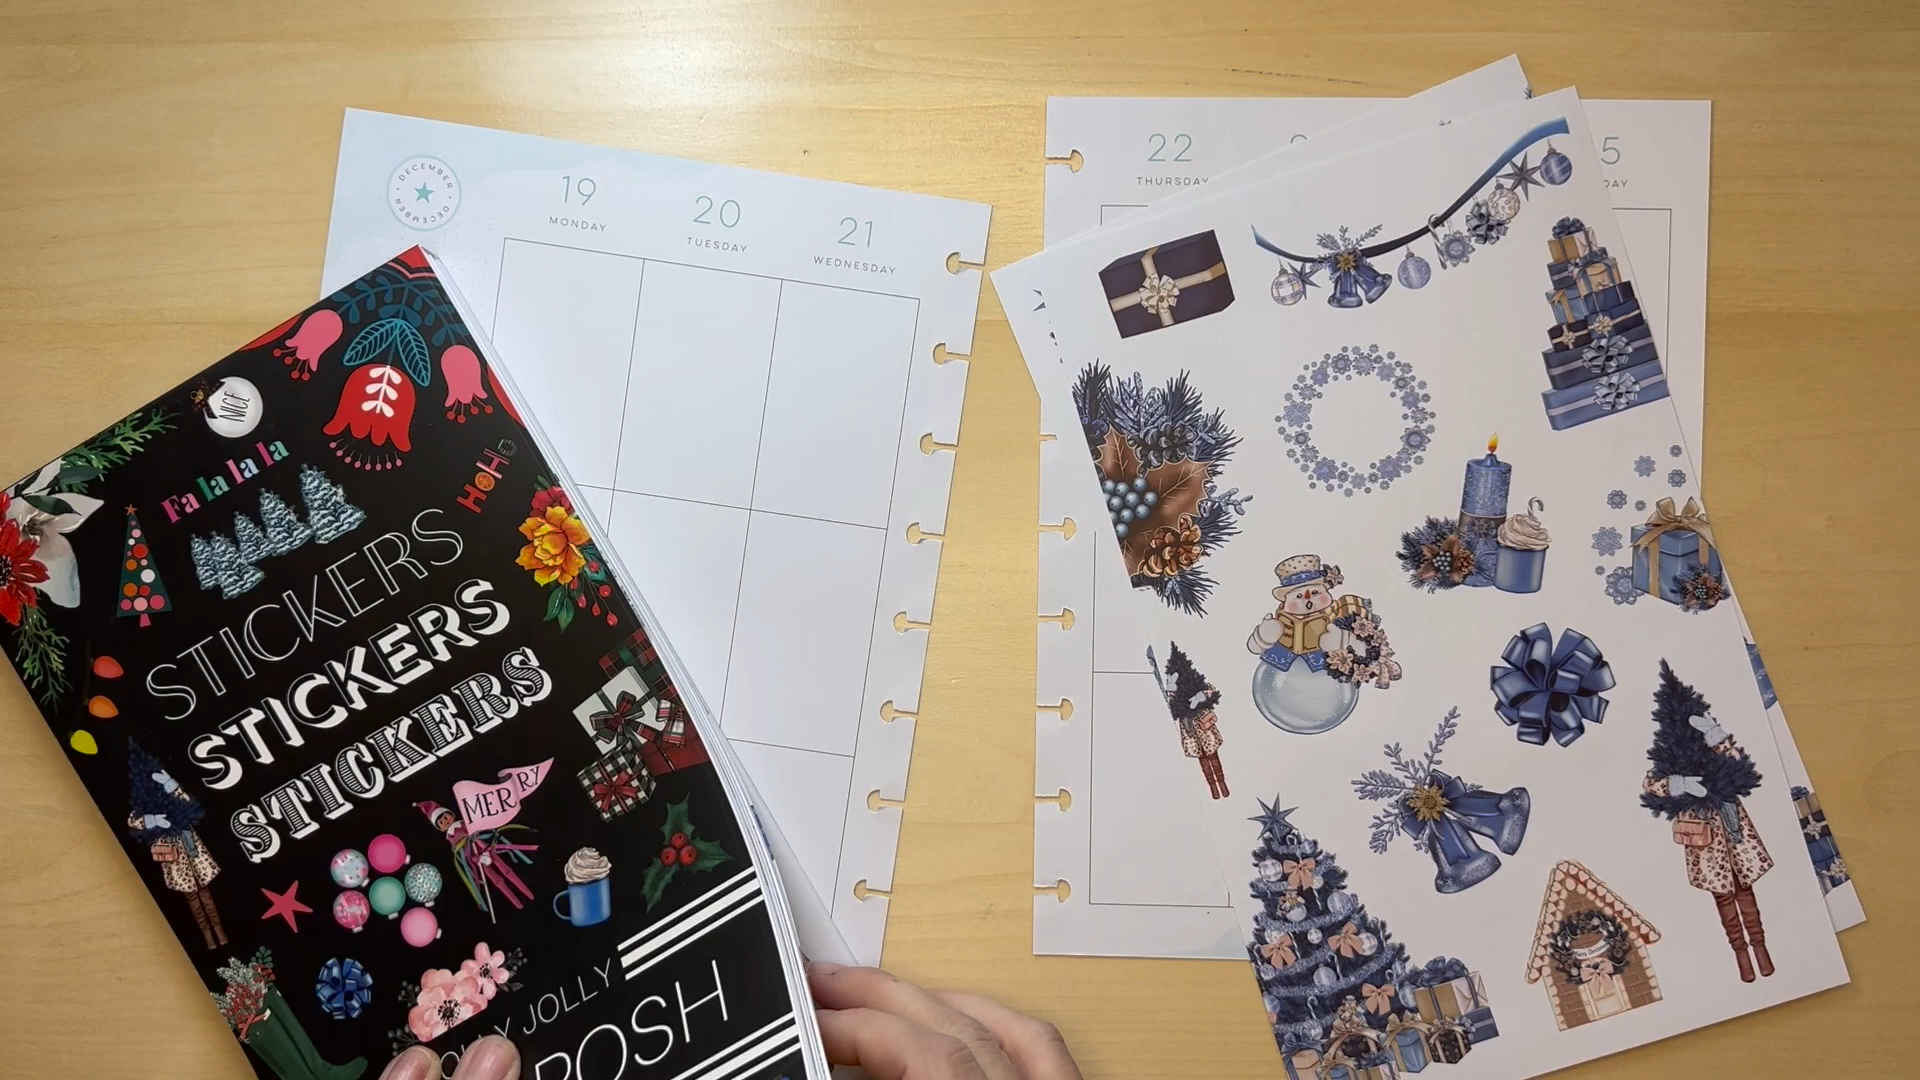 DECEMBER • DECEMBER •
19
MONDAY
20
TUESDAY
21
WEDNESDAY
22
THURSDAY
NICE
Fa la la la
HoHo
STICKERS
STICKERS
STICKERS
MERRY
JOLLY
POSH